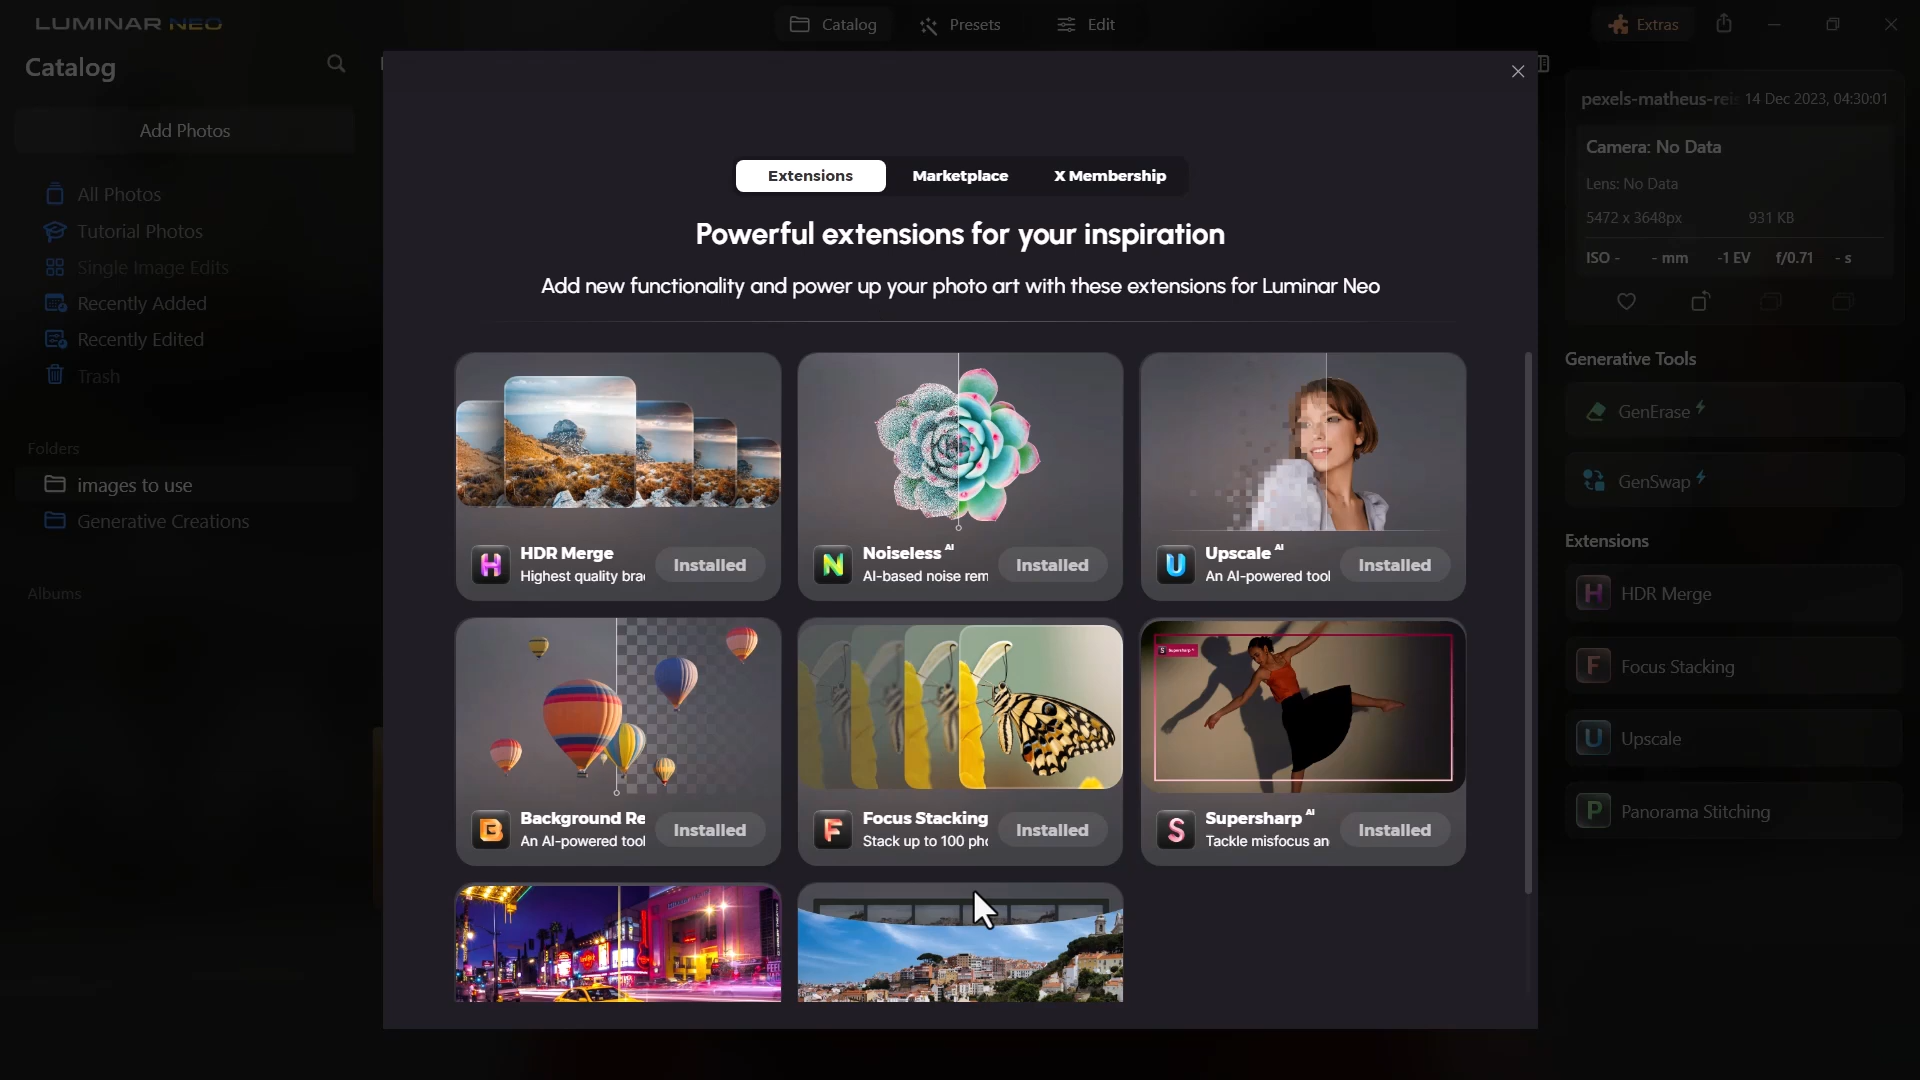 LUMINAR NEO
Catalog
Presets
Edit
Extras
Catalog
Add Photos
All Photos
Tutorial Photos
Single Image Edits
Recently Added
Recently Edited
Trash
Folders
images to use
Generative Creations
Albums
Extensions
Marketplace
X Membership
Powerful extensions for your inspiration
Add new functionality and power up your photo art with these extensions for Luminar Neo
HDR Merge
Highest quality bra
Installed
Noiseless AI
AI-based noise rem
Installed
Upscale AI
An AI-powered tool
Installed
Background Re
An AI-powered tool
Installed
Focus Stacking
Stack up to 100 pho
Installed
Supersharp AI
Supersharp AI
Tackle misfocus an
Installed
pexels-matheus-rei
14 Dec 2023, 04:30:01
Camera: No Data
Lens: No Data
5472 x 3648px
931 KB
ISO -
- mm
-1 EV
f/0.71
- s
Generative Tools
GenErase
GenSwap
Extensions
H
HDR Merge
F
Focus Stacking
U
Upscale
P
Panorama Stitching